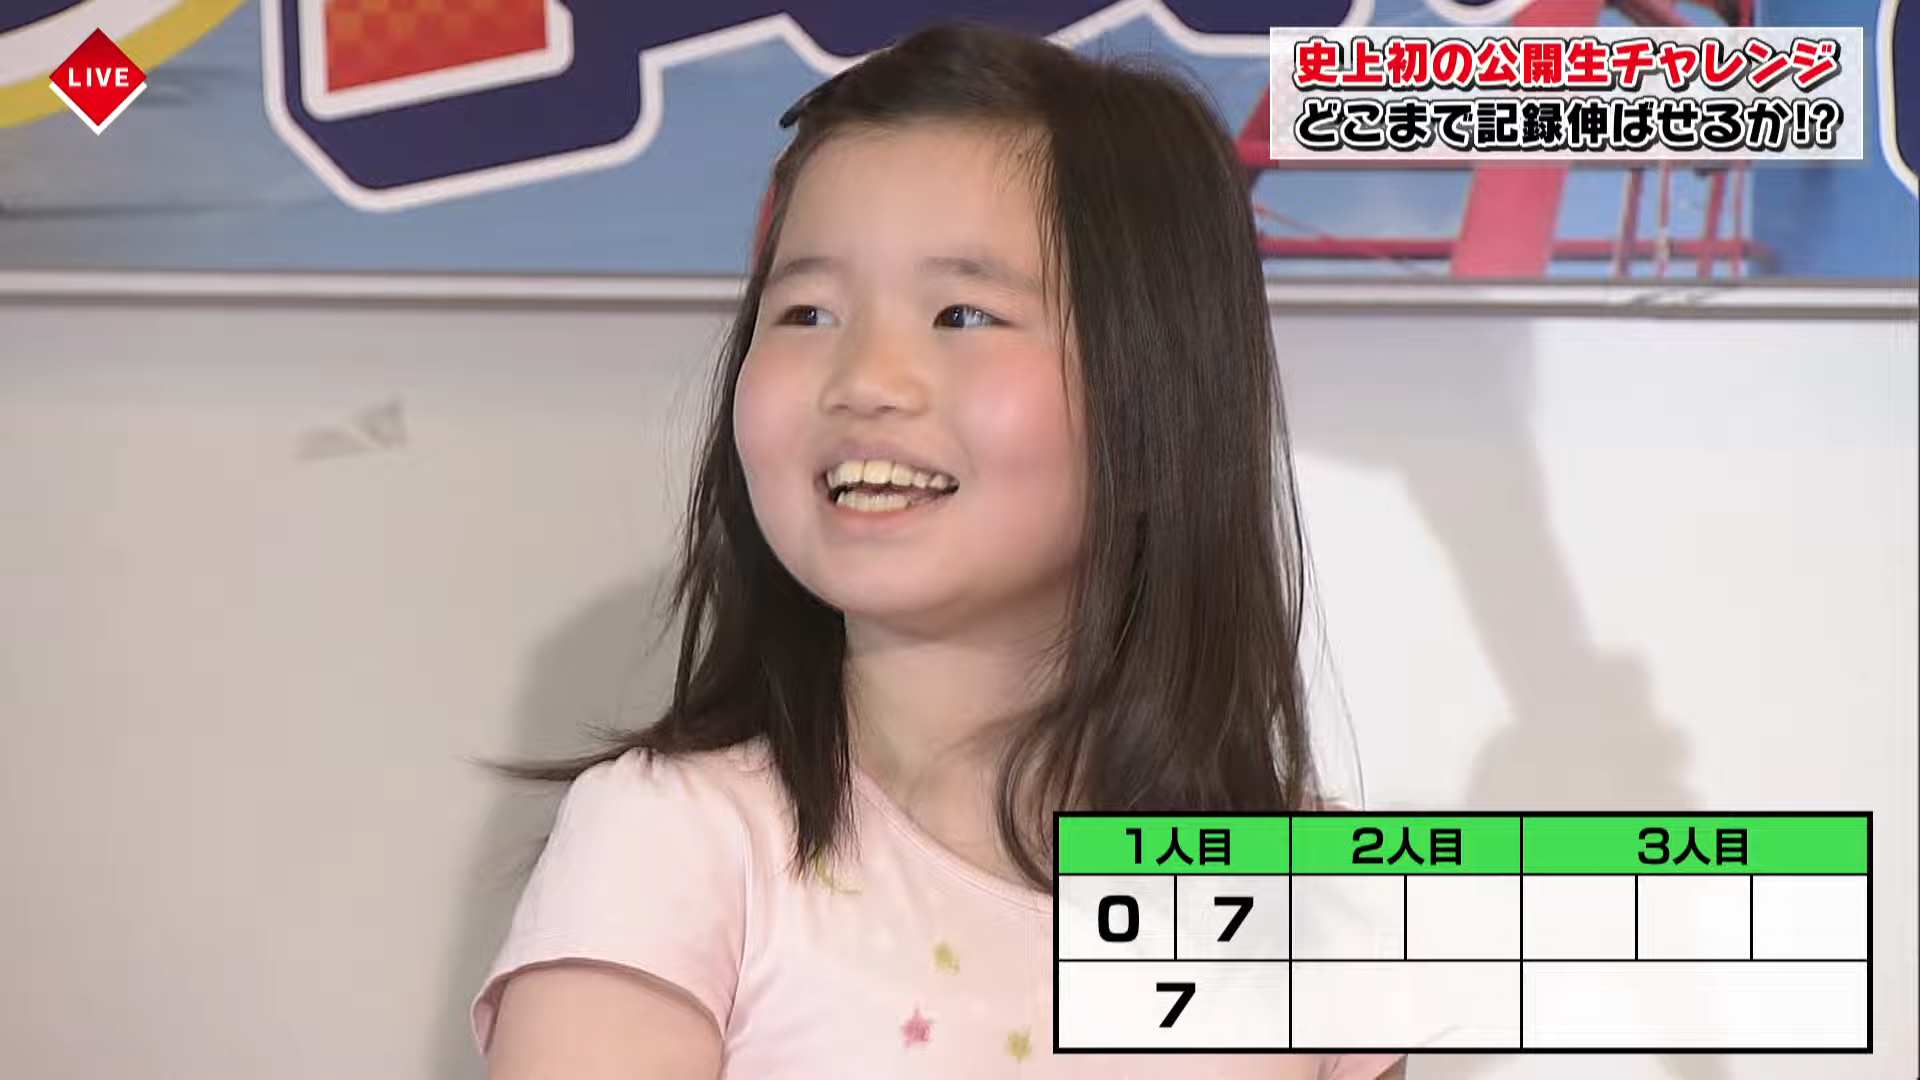 LIVE
史上初の公開生チャレンジ
どこまで記録伸ばせるか!?
1人目 2人目 3人目
0 7
7